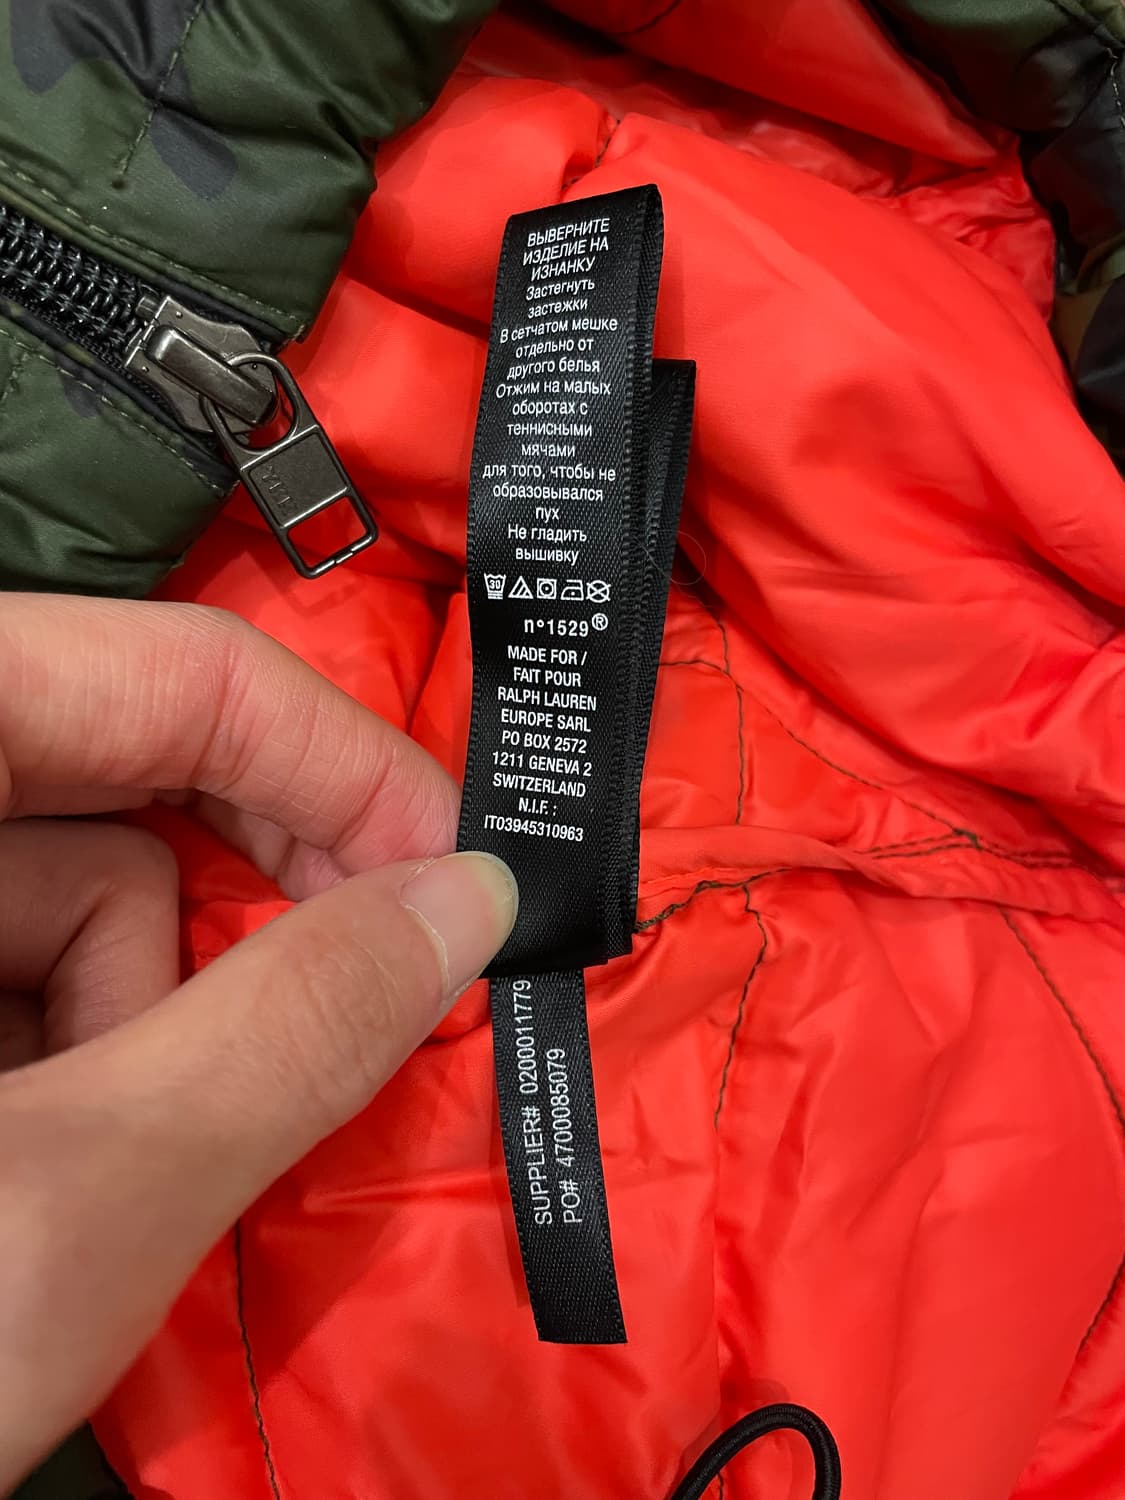 ВЫВЕРНИТЕ
ИЗДЕЛИЕ НА
ИЗНАНКУ
Застегнуть
застежки
В сетчатом мешке
отдельно от
другого белья
Отжим на малых
оборотах с
теннисными
мячами
для того, чтобы не
образовывался
пух
Не гладить
вышивку
30
n°1529®
MADE FOR /
FAIT POUR
RALPH LAUREN
EUROPE SARL
PO BOX 2572
1211 GENEVA 2
SWITZERLAND
N.I.F. :
IT03945310963
SUPPLIER# 0200011779
PO# 4700085079